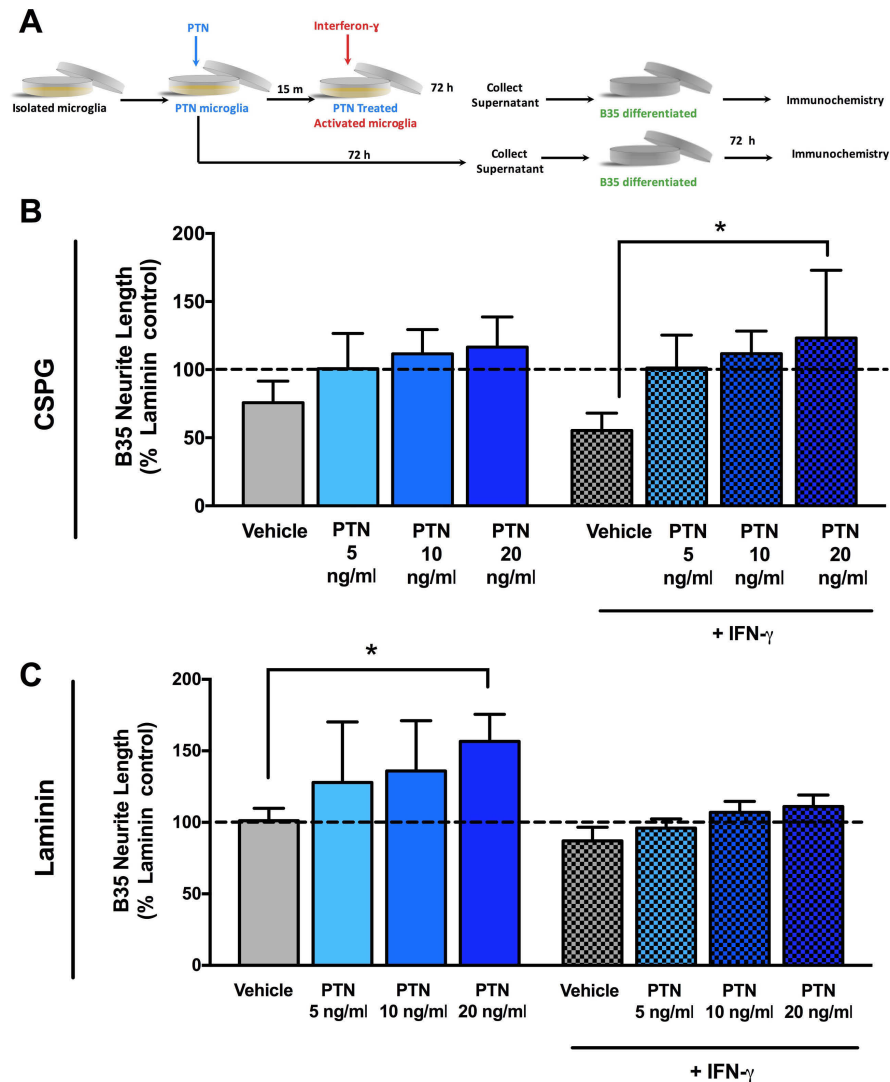 A
PTN
Interferon-ɣ
15 m
72 h
Isolated microglia
PTN microglia
PTN Treated
Activated microglia
Collect
Supernatant
B35 differentiated
Immunochemistry
72 h
Collect
Supernatant
B35 differentiated
72 h
Immunochemistry
B
CSPG
B35 Neurite Length
(% Laminin control)
200
150
100
50
0
*
Vehicle
PTN
5
ng/ml
PTN
10
ng/ml
PTN
20
ng/ml
Vehicle
PTN
5
ng/ml
PTN
10
ng/ml
PTN
20
ng/ml
+ IFN-γ
C
Laminin
B35 Neurite Length
(% Laminin control)
200
150
100
50
0
*
Vehicle
PTN
5 ng/ml
PTN
10 ng/ml
PTN
20 ng/ml
Vehicle
PTN
5 ng/ml
PTN
10 ng/ml
PTN
20 ng/ml
+ IFN-γ